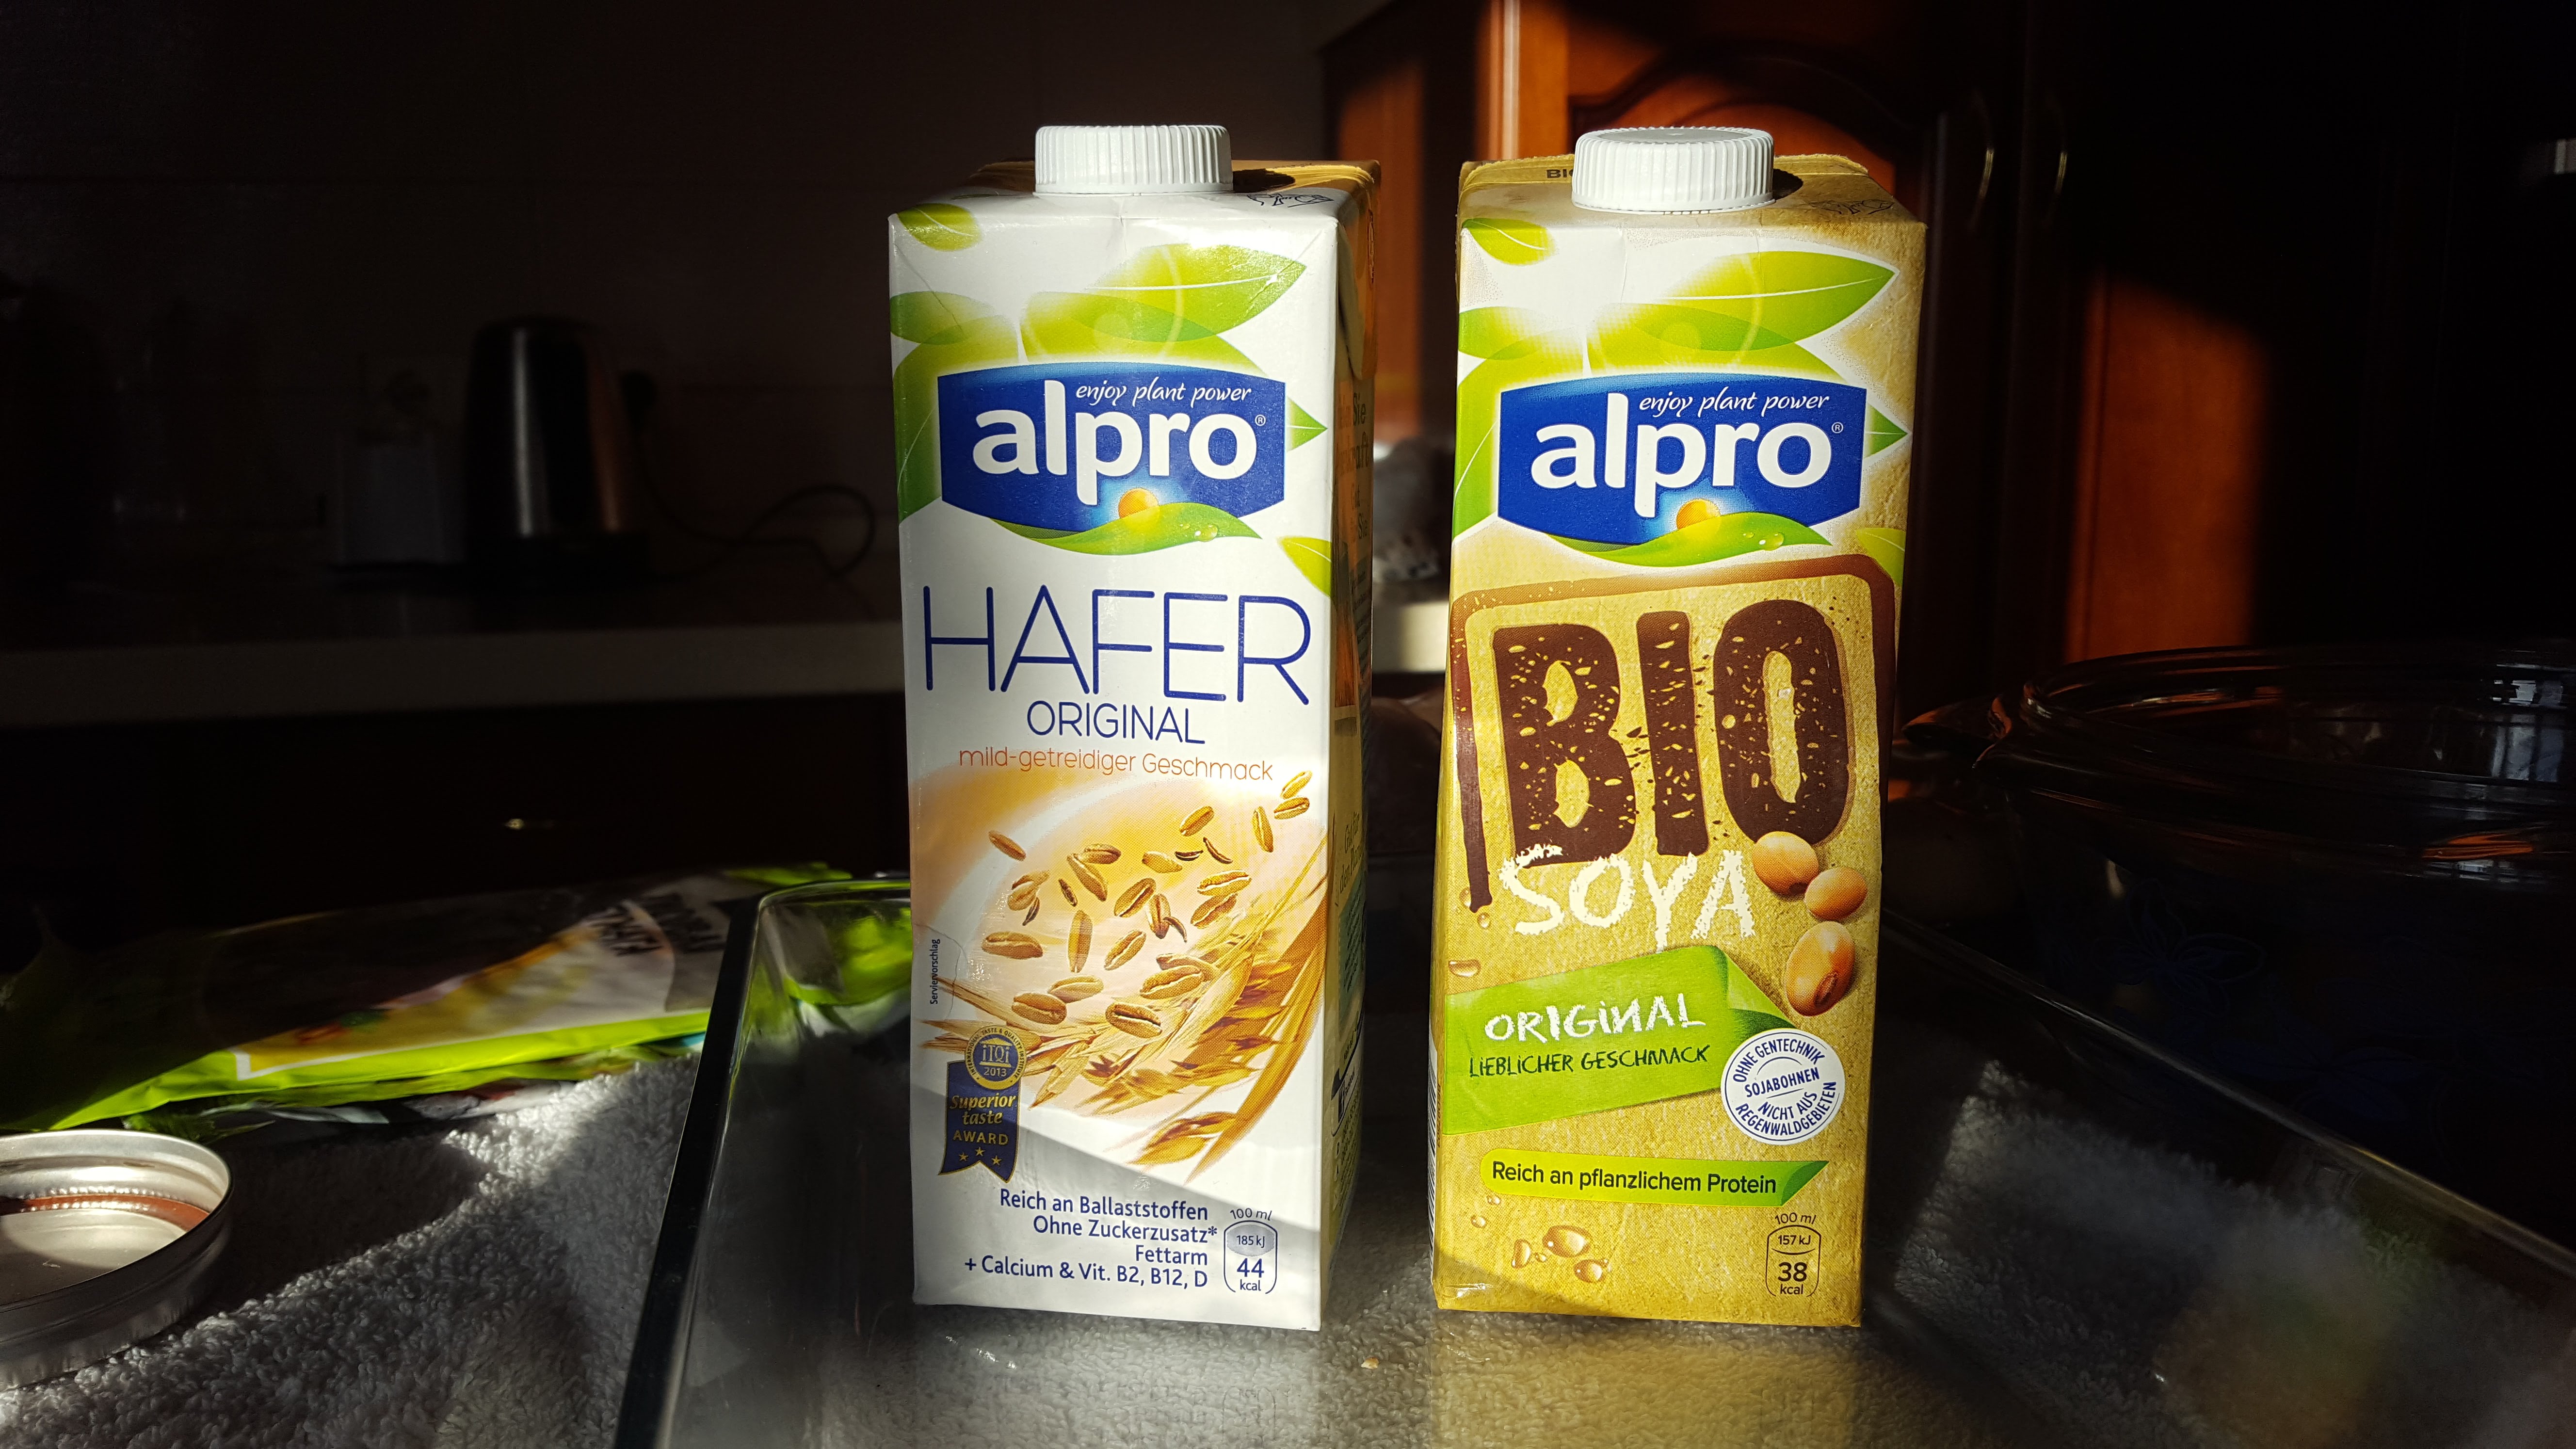 enjoy plant power
alpro®
HAFER
ORIGINAL
mild-getreidiger Geschmack
Serviervorschlag
iTQi
2013
Superior
taste
AWARD
Reich an Ballaststoffen
Ohne Zuckerzusatz*
Fettarm
+ Calcium & Vit. B2, B12, D
100 ml
185 kJ
44
kcal
enjoy plant power
alpro®
BIO
SOYA
ORIGINAL
LIEBLICHER GESCHMACK
OHNE GENTECHNIK
SOJABOHNEN
NICHT AUS
REGENWALDGEBIETEN
Reich an pflanzlichem Protein
100 ml
157 kJ
38
kcal